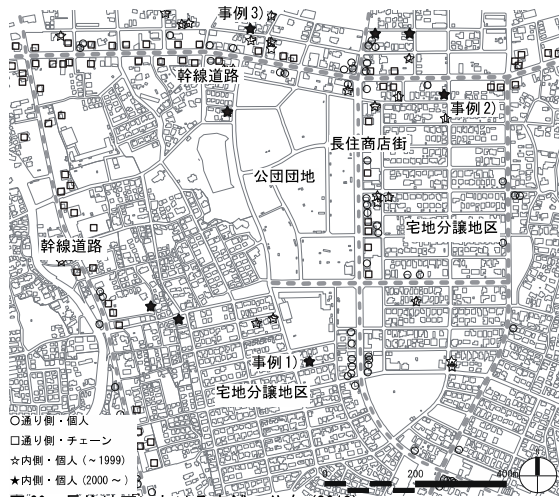 事例3)
幹線道路
事例2)
長住商店街
公団団地
宅地分譲地区
幹線道路
事例1)
宅地分譲地区
○通り側・個人
□通り側・チェーン
☆内側・個人(~1999)
★内側・個人(2000~)
0 200 400m